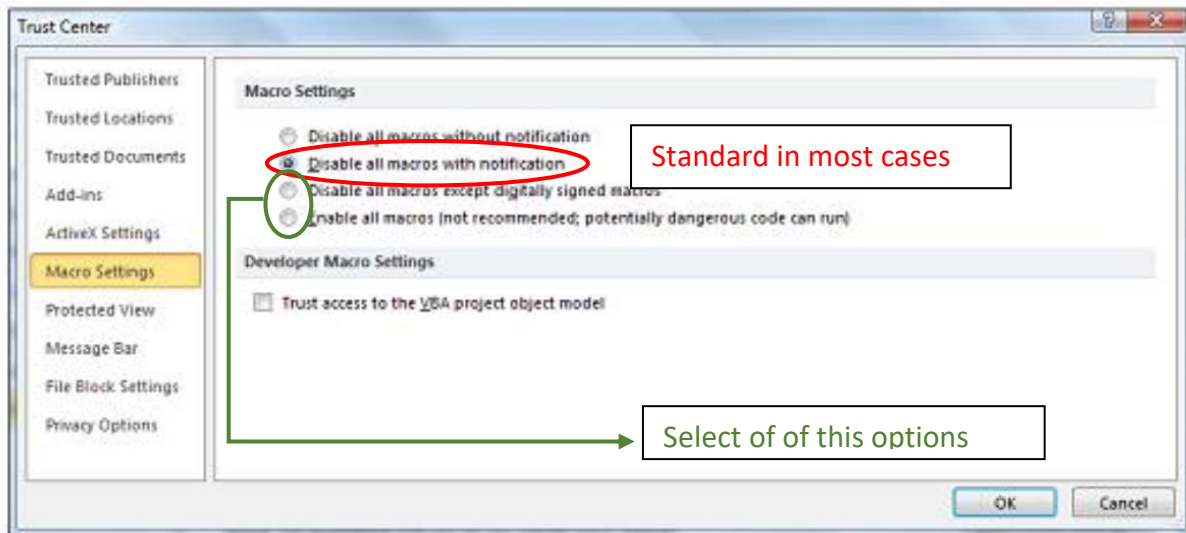 Trust Center
Trusted Publishers
Trusted Locations
Trusted Documents
Add-ins
ActiveX Settings
Macro Settings
Protected View
Message Bar
File Block Settings
Privacy Options
Macro Settings
Disable all macros without notification
Disable all macros with notification
Standard in most cases
Disable all macros except digitally signed macros
Enable all macros (not recommended; potentially dangerous code can run)
Developer Macro Settings
Trust access to the VBA project object model
Select of of this options
OK
Cancel